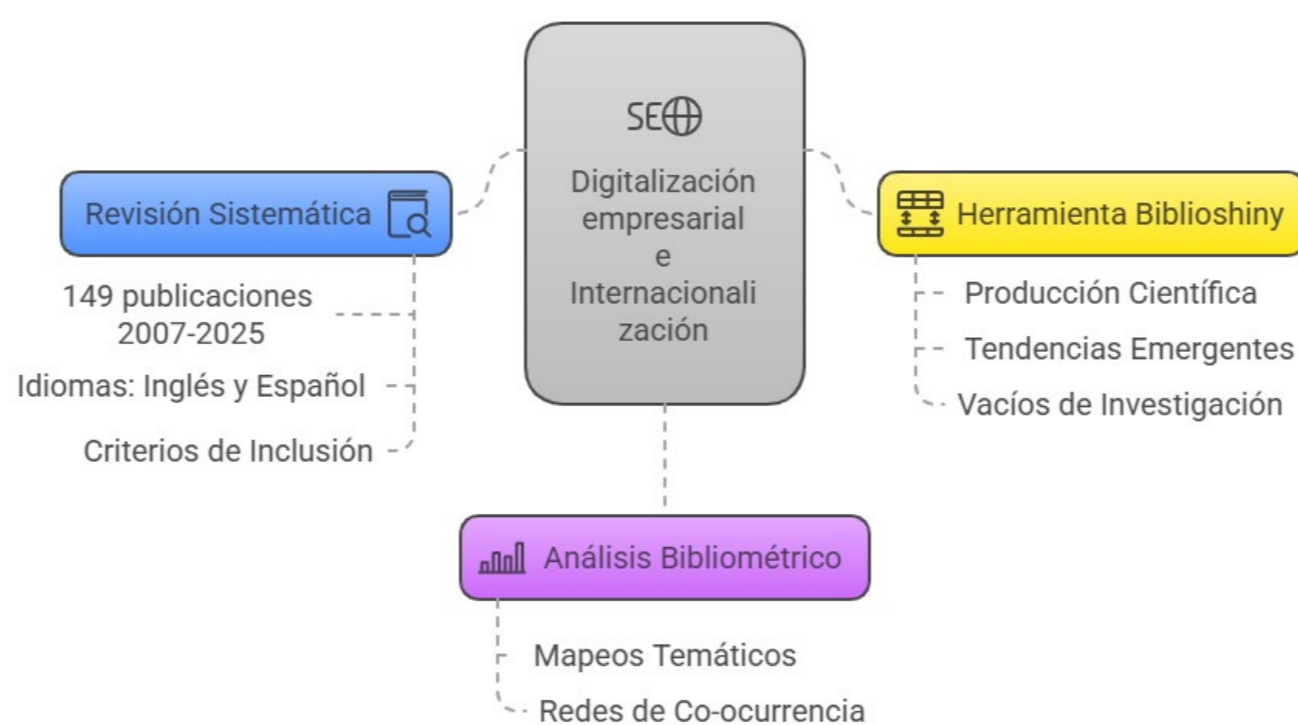 SEO
Digitalización
empresarial
e
Internacionali
zación
Revisión Sistemática
149 publicaciones
2007-2025
Idiomas: Inglés y Español
Criterios de Inclusión
Herramienta Biblioshiny
Producción Científica
Tendencias Emergentes
Vacíos de Investigación
Análisis Bibliométrico
Mapeos Temáticos
Redes de Co-ocurrencia